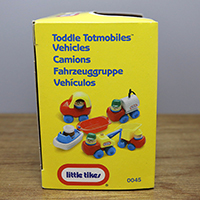 Toddle Totmobiles™
Vehicles
Camions
Fahrzeuggruppe
Vehículos
little tikes®
0045